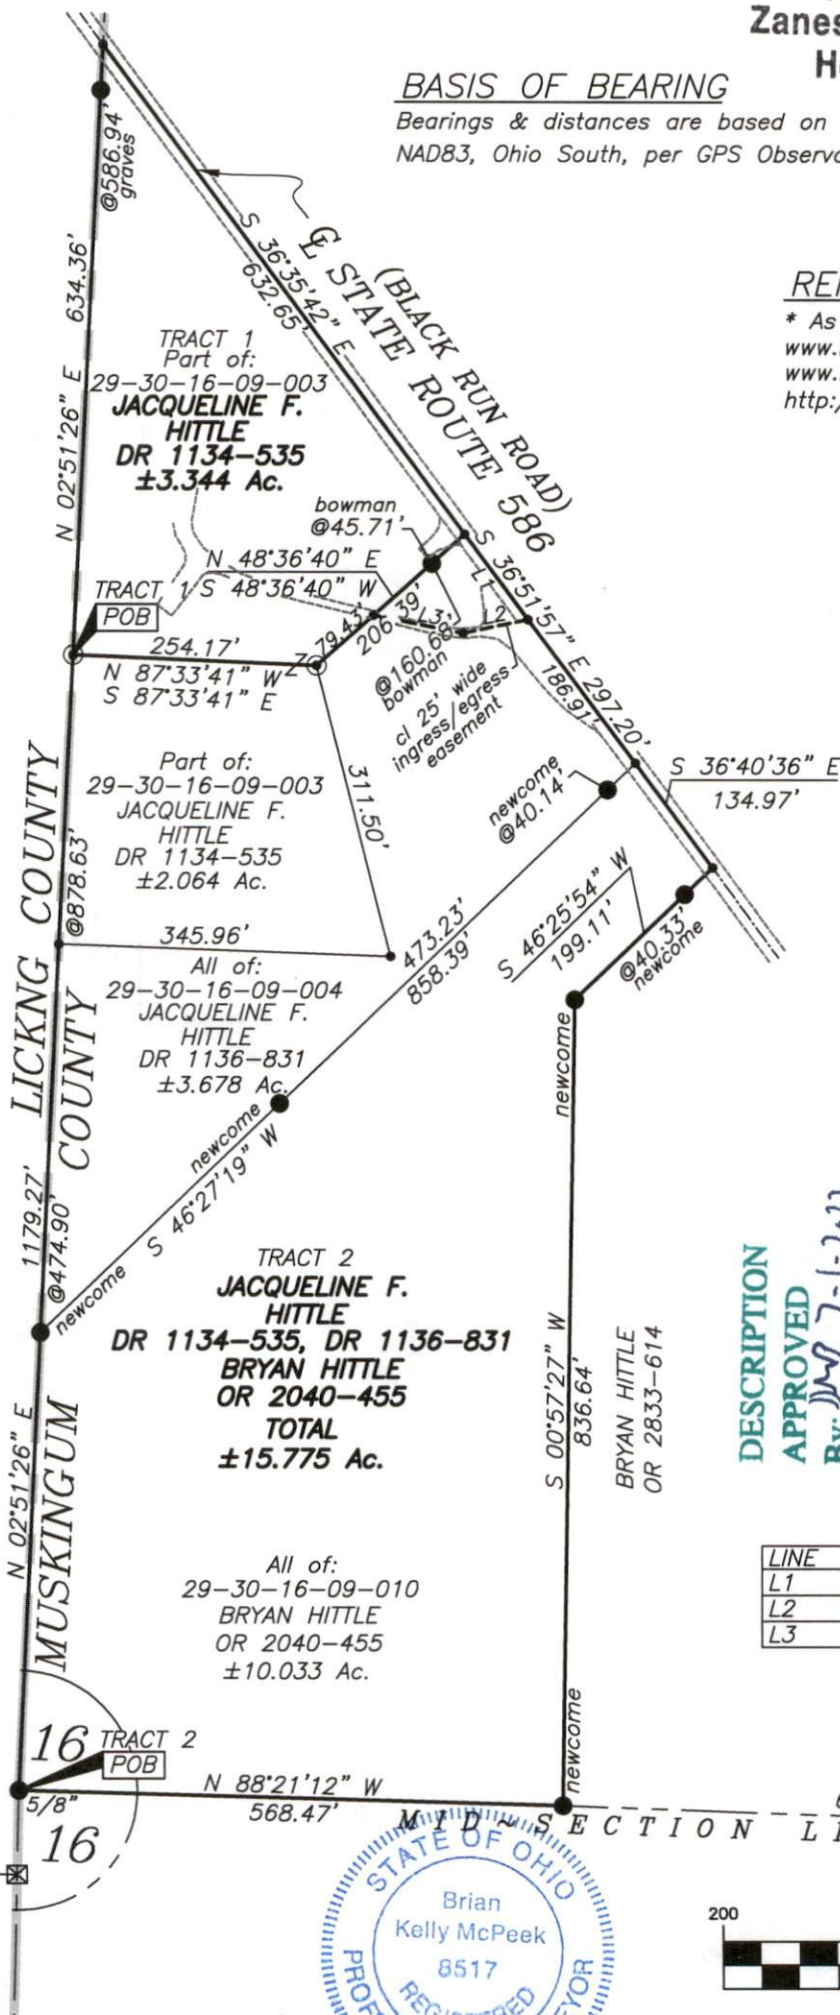 Zanes
H
BASIS OF BEARING
Bearings & distances are based on
NAD83, Ohio South, per GPS Observa
@586.94'
graves
634.36'
N 02°51'26" E
S 36°35'42" E
632.65'
℄ STATE ROUTE 586
(BLACK RUN ROAD)
RE
* As
www.
www.
http:/
TRACT 1
Part of:
29-30-16-09-003
JACQUELINE F.
HITTLE
DR 1134-535
±3.344 Ac.
bowman
@45.71'
N 48°36'40" E
S 48°36'40" W
TRACT 1
POB
79.43'
206.39'
L1
L2
L3
S 36°51'57" E 297.20'
186.91'
254.17'
N 87°33'41" W
S 87°33'41" E
@160.68'
bowman
cl 25' wide
ingress/egress
easement
311.50'
newcome
@40.14'
S 36°40'36" E
134.97'
Part of:
29-30-16-09-003
JACQUELINE F.
HITTLE
DR 1134-535
±2.064 Ac.
@878.63'
345.96'
473.23'
858.39'
S 46°25'54" W
199.11'
@40.33'
newcome
All of:
29-30-16-09-004
JACQUELINE F.
HITTLE
DR 1136-831
±3.678 Ac.
LICKNG COUNTY
COUNTY
newcome
S 46°27'19" W
newcome
1179.27'
@474.90'
newcome
TRACT 2
JACQUELINE F.
HITTLE
DR 1134-535, DR 1136-831
BRYAN HITTLE
OR 2040-455
TOTAL
±15.775 Ac.
S 00°57'27" W
836.64'
BRYAN HITTLE
OR 2833-614
DESCRIPTION
APPROVED
By:
N 02°51'26" E
MUSKINGUM
All of:
29-30-16-09-010
BRYAN HITTLE
OR 2040-455
±10.033 Ac.
LINE
L1
L2
L3
newcome
16
TRACT 2
POB
5/8"
16
N 88°21'12" W
568.47'
MID~SECTION LI
STATE OF OHIO
Brian
Kelly McPeek
8517
REGISTERED
PROF
YOR
200